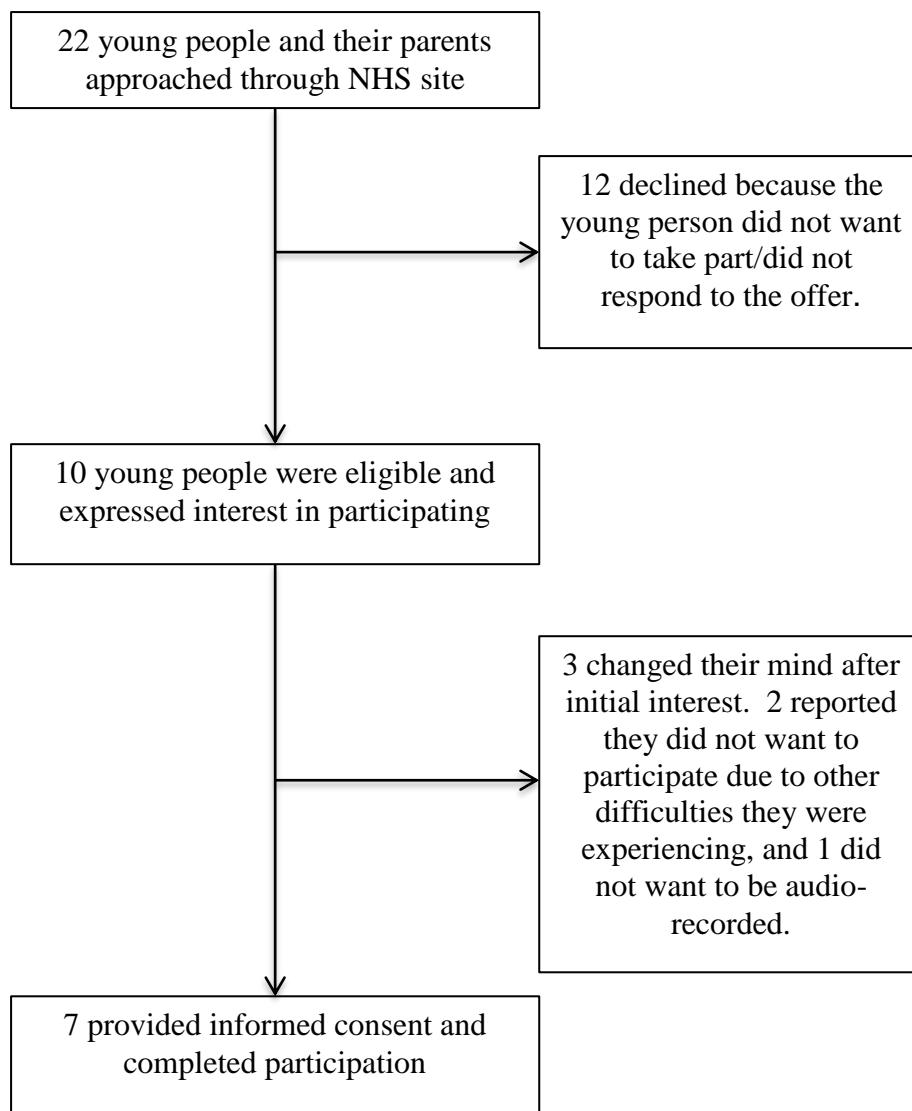 22 young people and their parents
approached through NHS site
12 declined because the
young person did not want
to take part/did not
respond to the offer.
10 young people were eligible and
expressed interest in participating
3 changed their mind after
initial interest.  2 reported
they did not want to
participate due to other
difficulties they were
experiencing, and 1 did
not want to be audio-
recorded.
7 provided informed consent and
completed participation